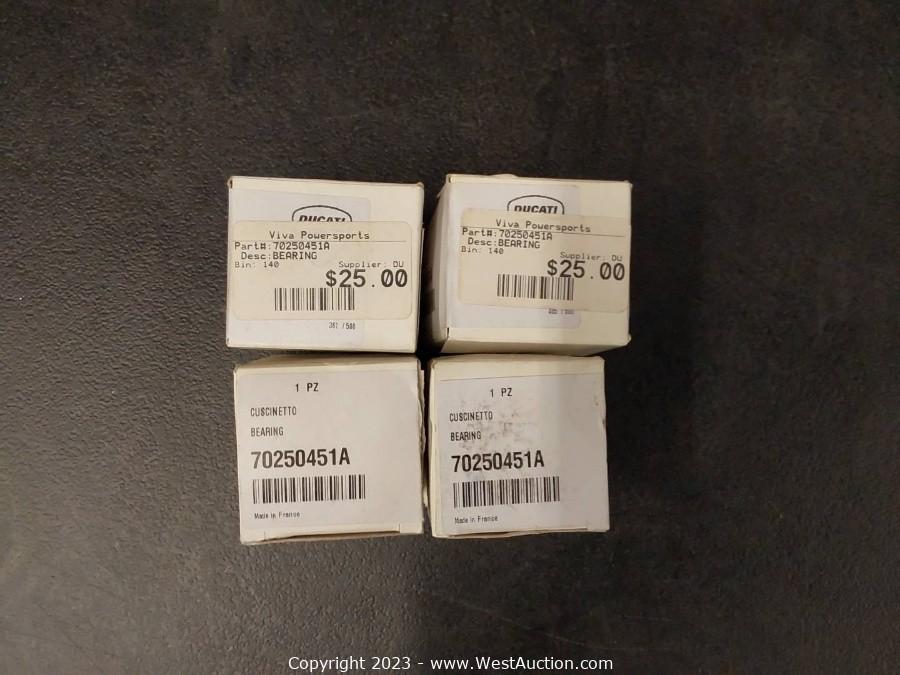 DUCATI
Viva Powersports
Part#:70250451A
Desc:BEARING
Bin: 140
Supplier: DU
$25.00
DUCATI
Viva Powersports
Part#:70250451A
Desc:BEARING
Bin: 140
Supplier: DU
$25.00
1 PZ
CUSCINETTO
BEARING
70250451A
Made in France
1 PZ
CUSCINETTO
BEARING
70250451A
Made in France
Copyright 2023 - www.WestAuction.com